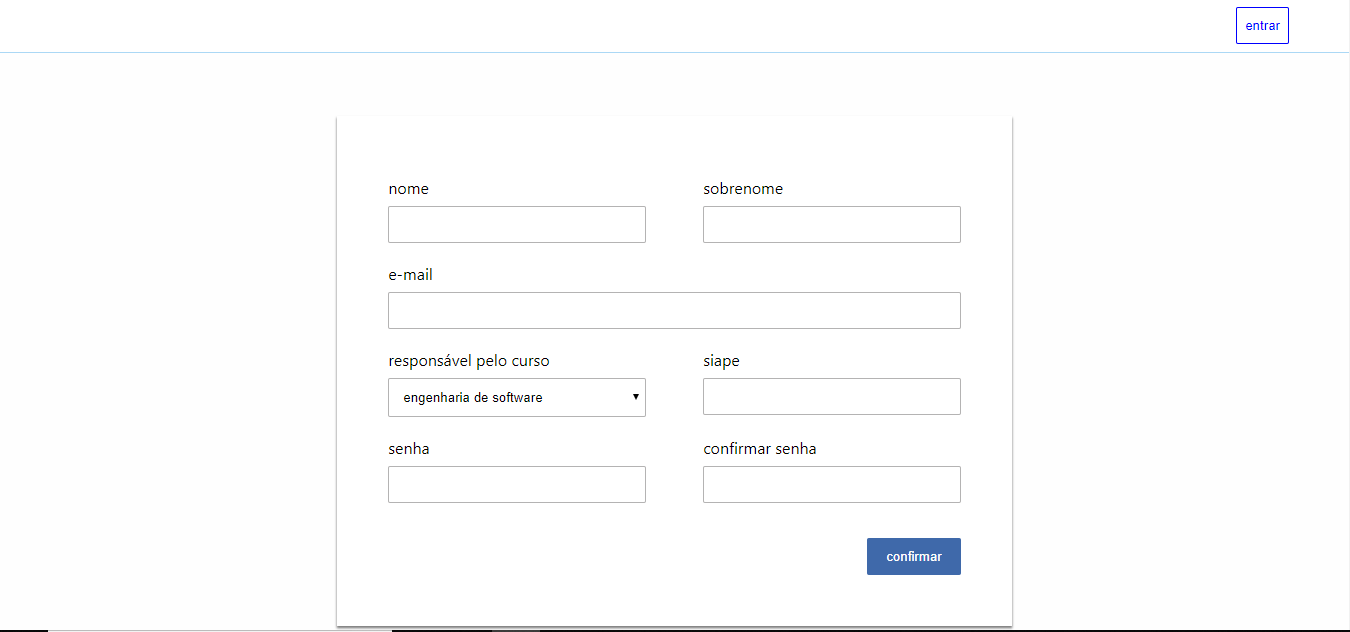 entrar
nome
sobrenome
e-mail
responsável pelo curso
siape
engenharia de software
senha
confirmar senha
confirmar